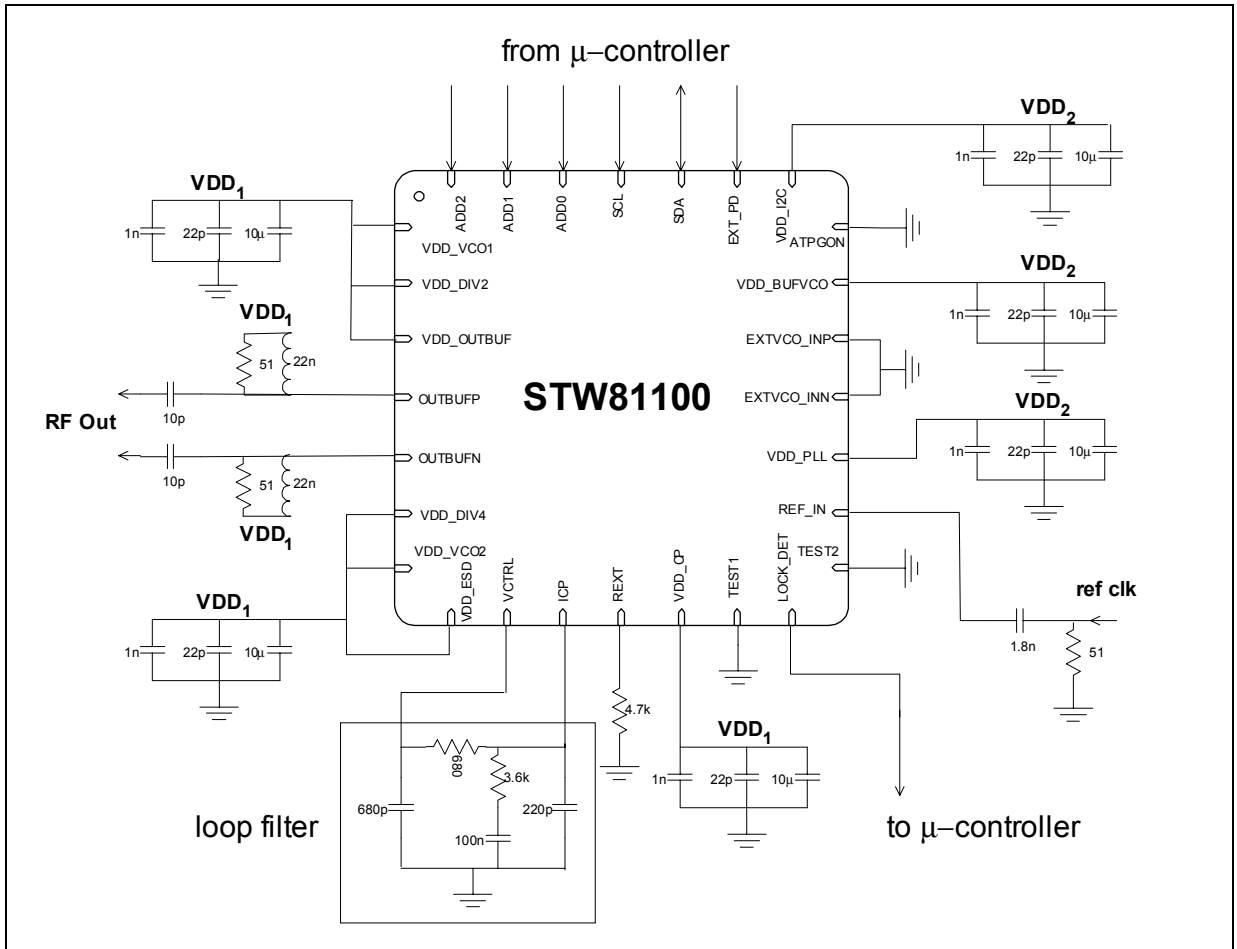 from μ–controller
VDD2
1n 22p 10μ
VDD1
1n 22p 10μ
ADD2
ADD1
ADD0
SCL
SDA
EXT_PD
VDD_I2C
ATPGON
VDD_VCO1
VDD_DIV2
VDD_BUFVCO
VDD2
1n 22p 10μ
VDD1
51 22n
VDD_OUTBUF
EXTVCO_INP
STW81100
OUTBUFP
EXTVCO_INN
10p
RF Out
VDD2
1n 22p 10μ
OUTBUFN
VDD_PLL
10p
51 22n
VDD1
VDD_DIV4
REF_IN
VDD_VCO2
TEST2
VDD_ESD
VCTRL
ICP
REXT
VDD_CP
TEST1
LOCK_DET
VDD1
1n 22p 10μ
ref clk
1.8n
51
4.7k
VDD1
1n 22p 10μ
680
3.6k
680p
220p
100n
loop filter
to μ–controller